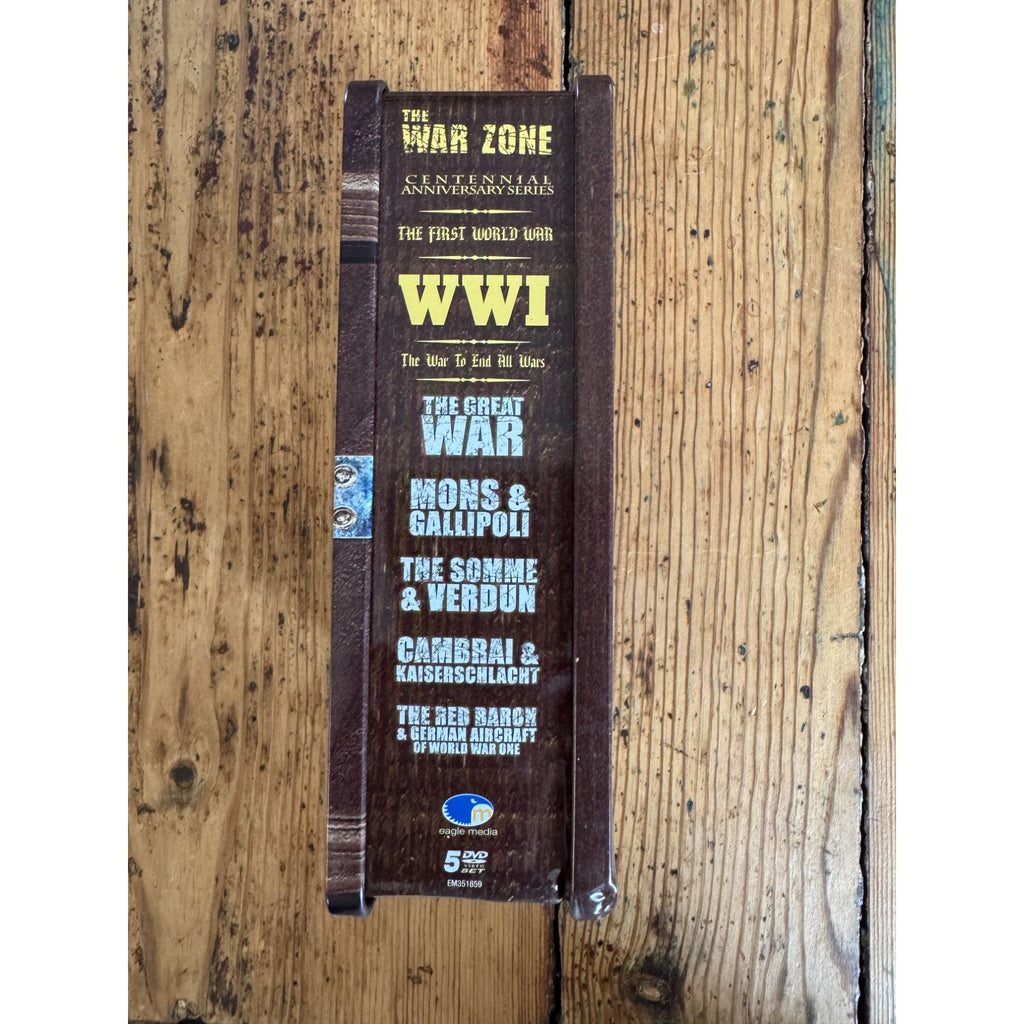 THE
WAR ZONE
CENTENNIAL
ANNIVERSARY SERIES
THE FIRST WORLD WAR
WWI
The War To End All Wars
THE GREAT
WAR
MONS &
GALLIPOLI
THE SOMME
& VERDUN
CAMBRAI &
KAISERSCHLACHT
THE RED BARON
& GERMAN AIRCRAFT
OF WORLD WAR ONE
m
eagle media
5 DVD
VIDEO
SET
EM351859